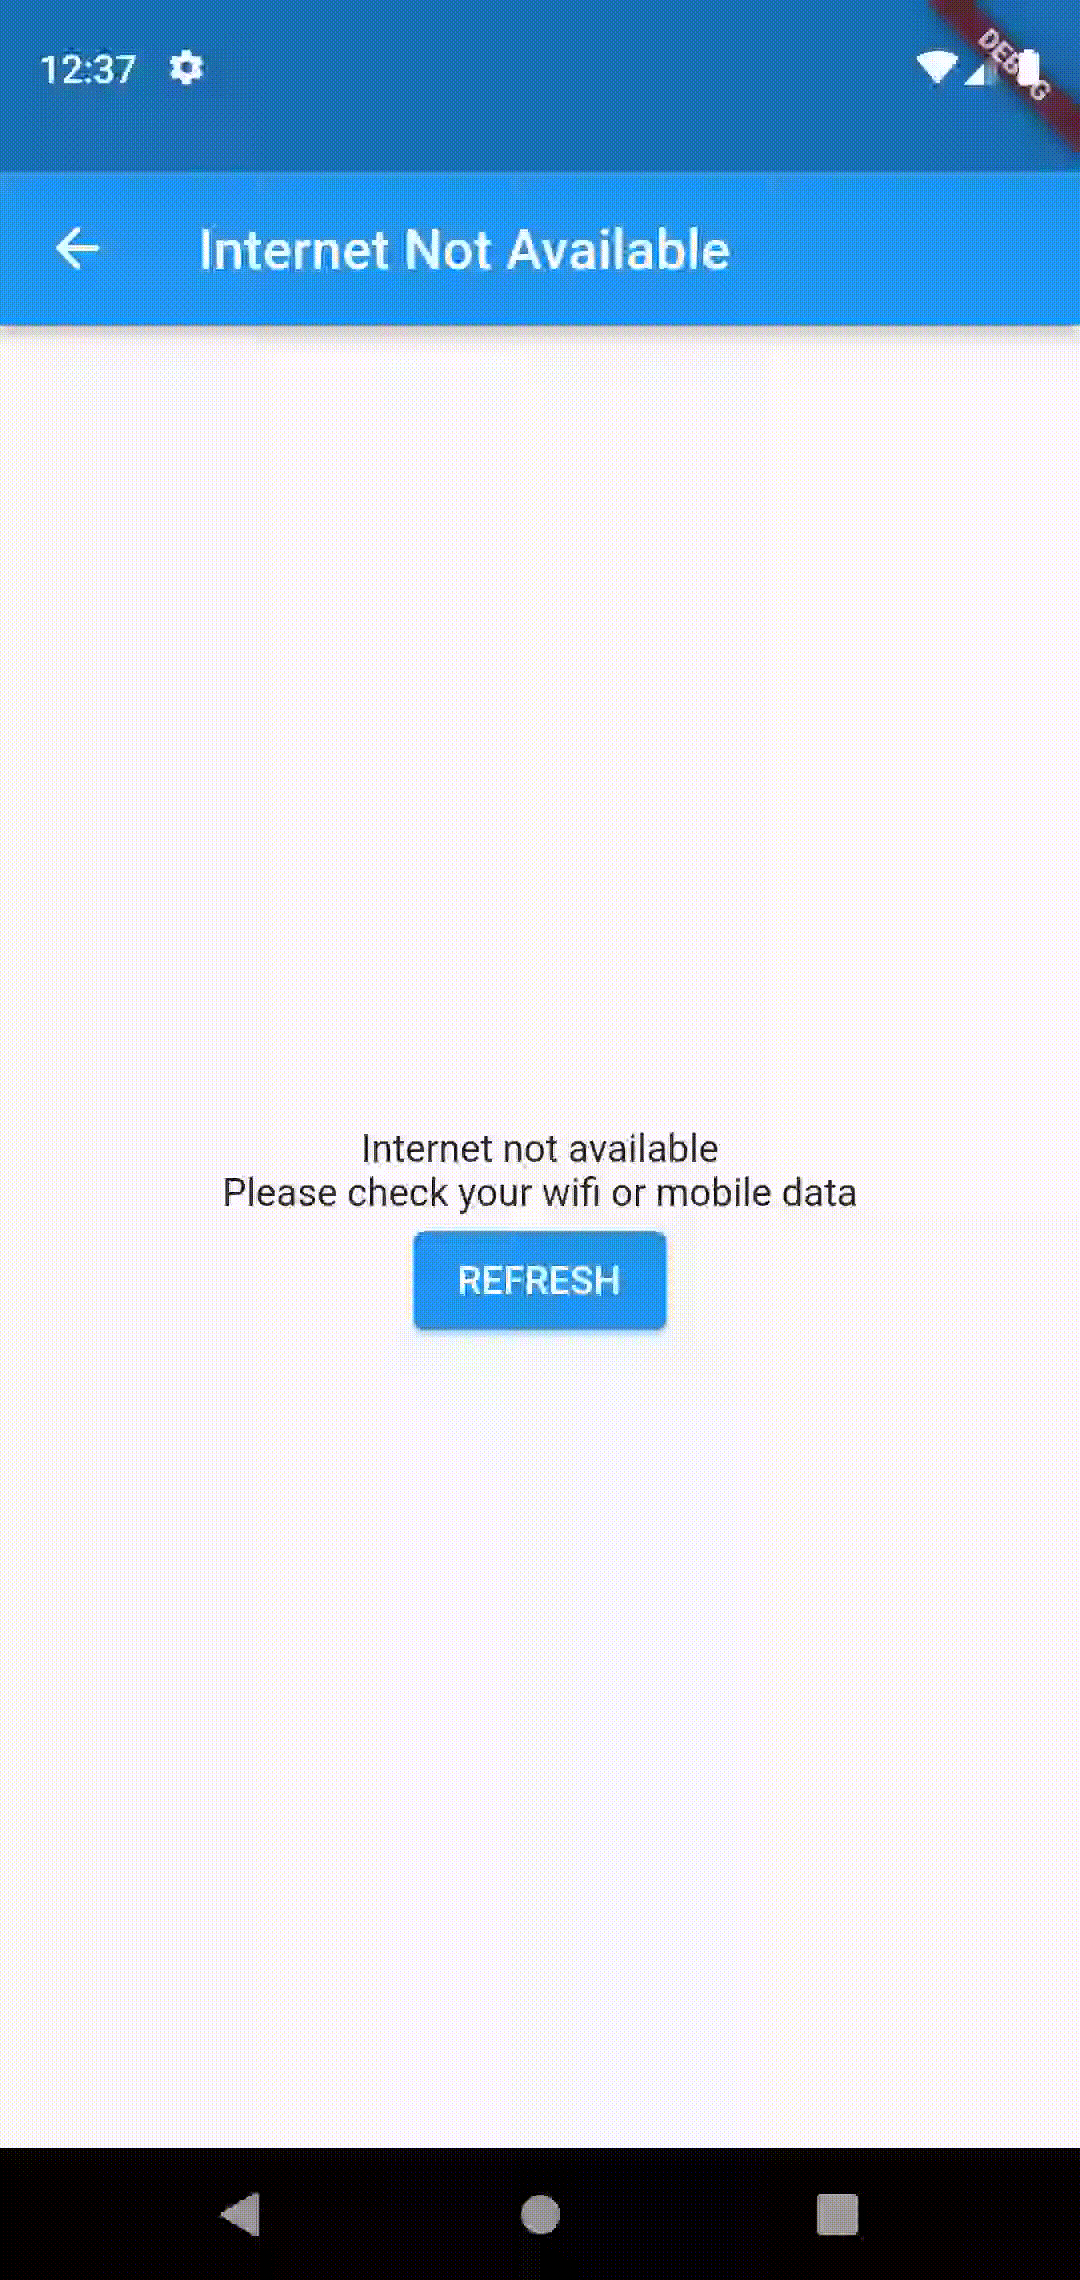 12:37
DEBUG
Internet Not Available
Internet not available
Please check your wifi or mobile data
REFRESH